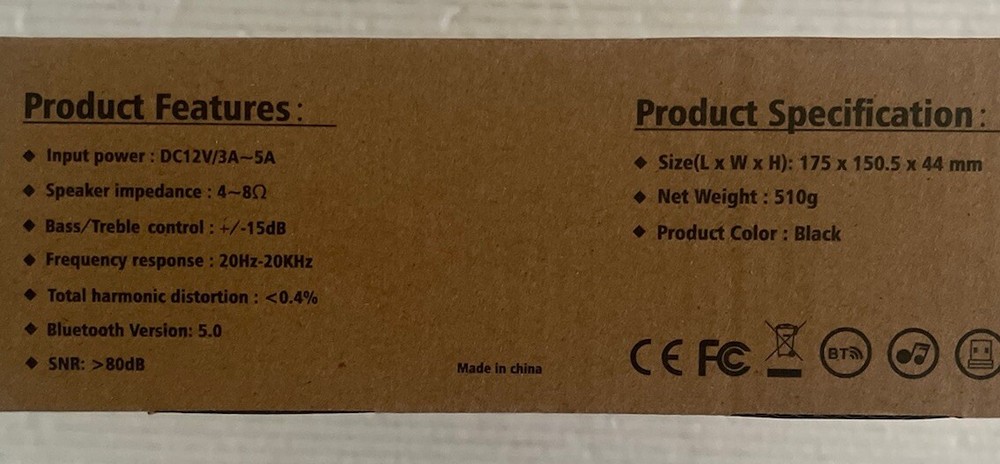 Product Features:
◆ Input power : DC12V/3A~5A
◆ Speaker impedance : 4~8Ω
◆ Bass/Treble control : +/-15dB
◆ Frequency response : 20Hz-20KHz
◆ Total harmonic distortion : <0.4%
◆ Bluetooth Version: 5.0
◆ SNR: >80dB
Made in china
Product Specification:
◆ Size(L x W x H): 175 x 150.5 x 44 mm
◆ Net Weight : 510g
◆ Product Color : Black
CE FC BT